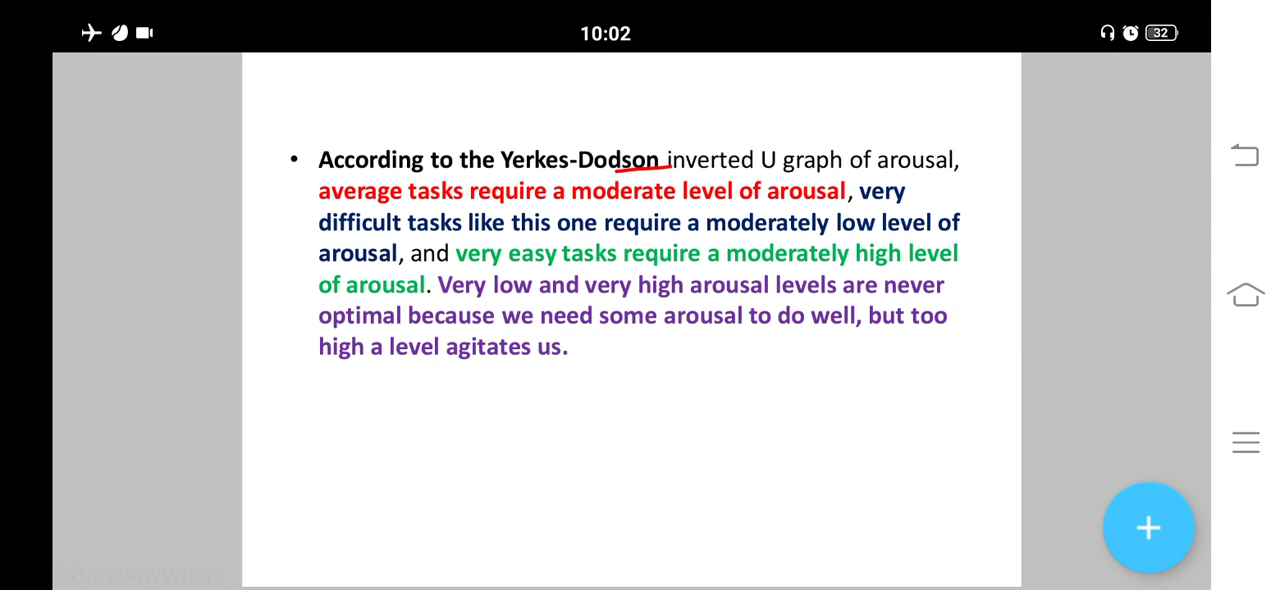 10:02
32
• According to the Yerkes-Dodson inverted U graph of arousal,
average tasks require a moderate level of arousal, very
difficult tasks like this one require a moderately low level of
arousal, and very easy tasks require a moderately high level
of arousal. Very low and very high arousal levels are never
optimal because we need some arousal to do well, but too
high a level agitates us.
©DrawAnyWhere